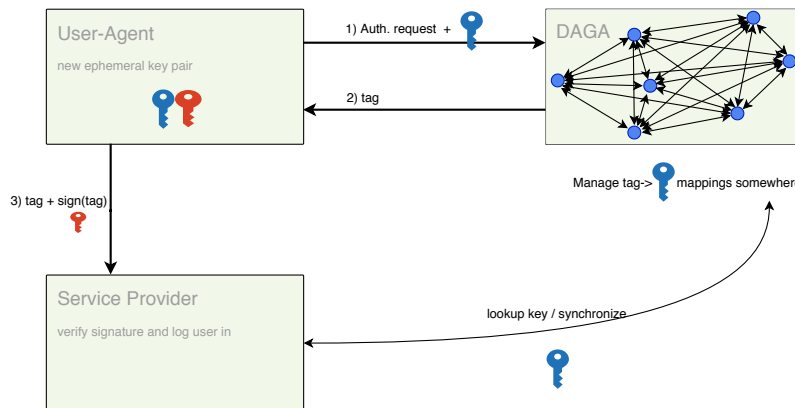 User-Agent
new ephemeral key pair
1) Auth. request +
DAGA
2) tag
Manage tag-> mappings somewhere
3) tag + sign(tag)
Service Provider
verify signature and log user in
lookup key / synchronize